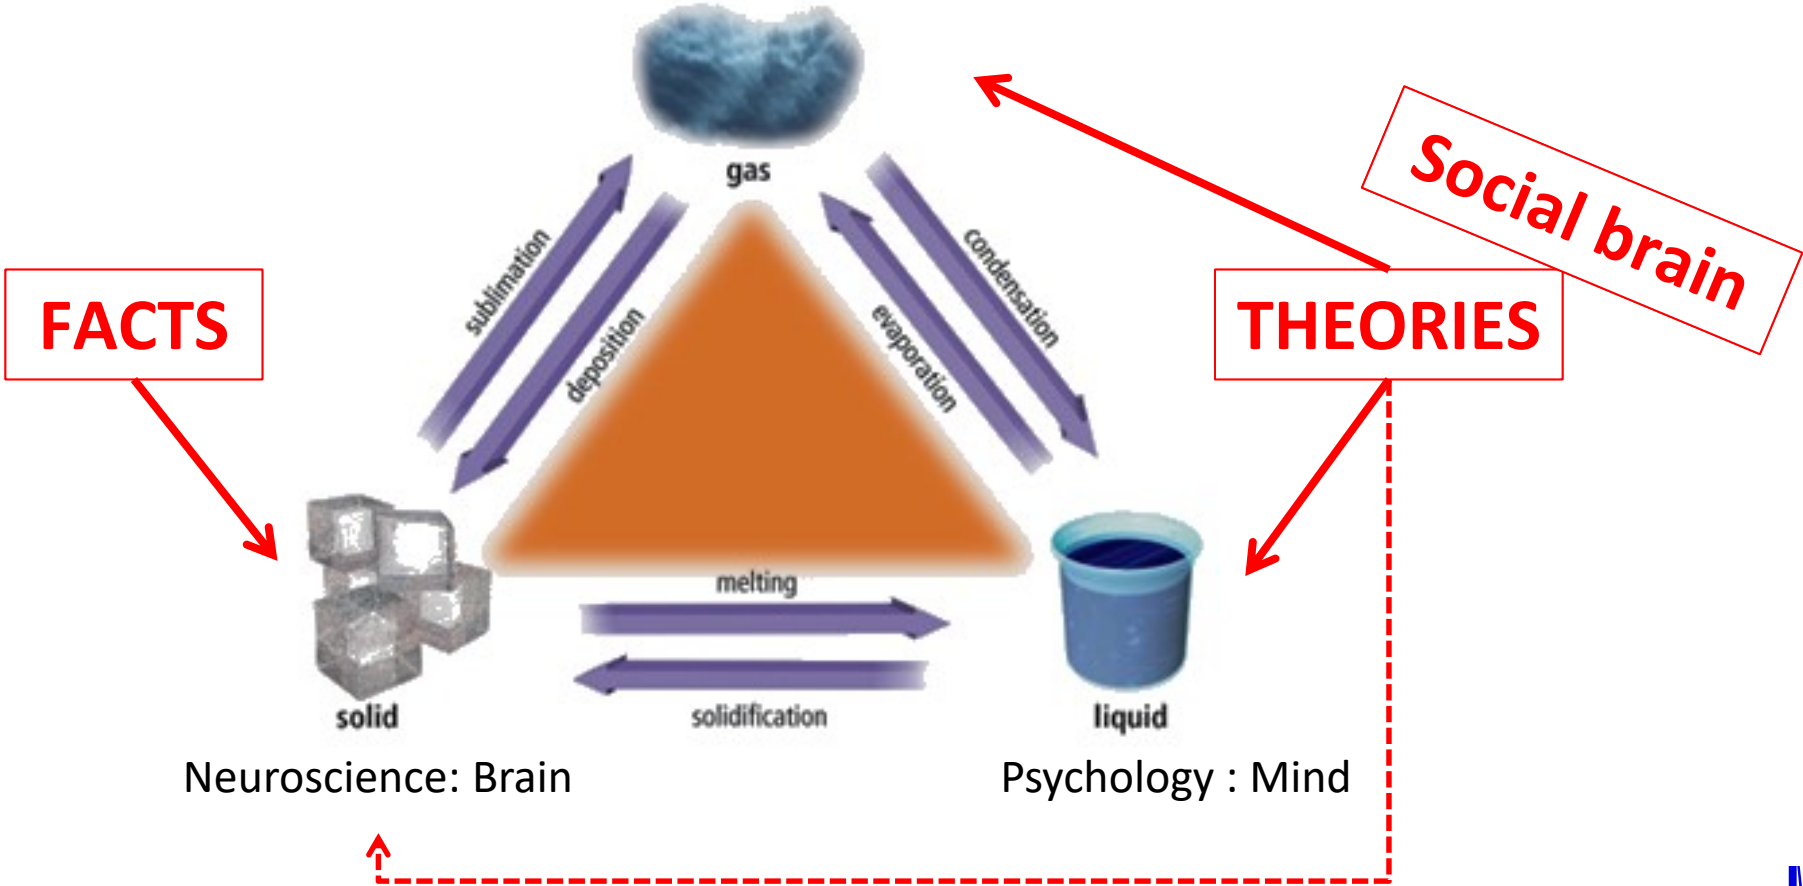 gas
Social brain
sublimation
condensation
FACTS
THEORIES
deposition
evaporation
melting
solid
solidification
liquid
Neuroscience: Brain
Psychology : Mind